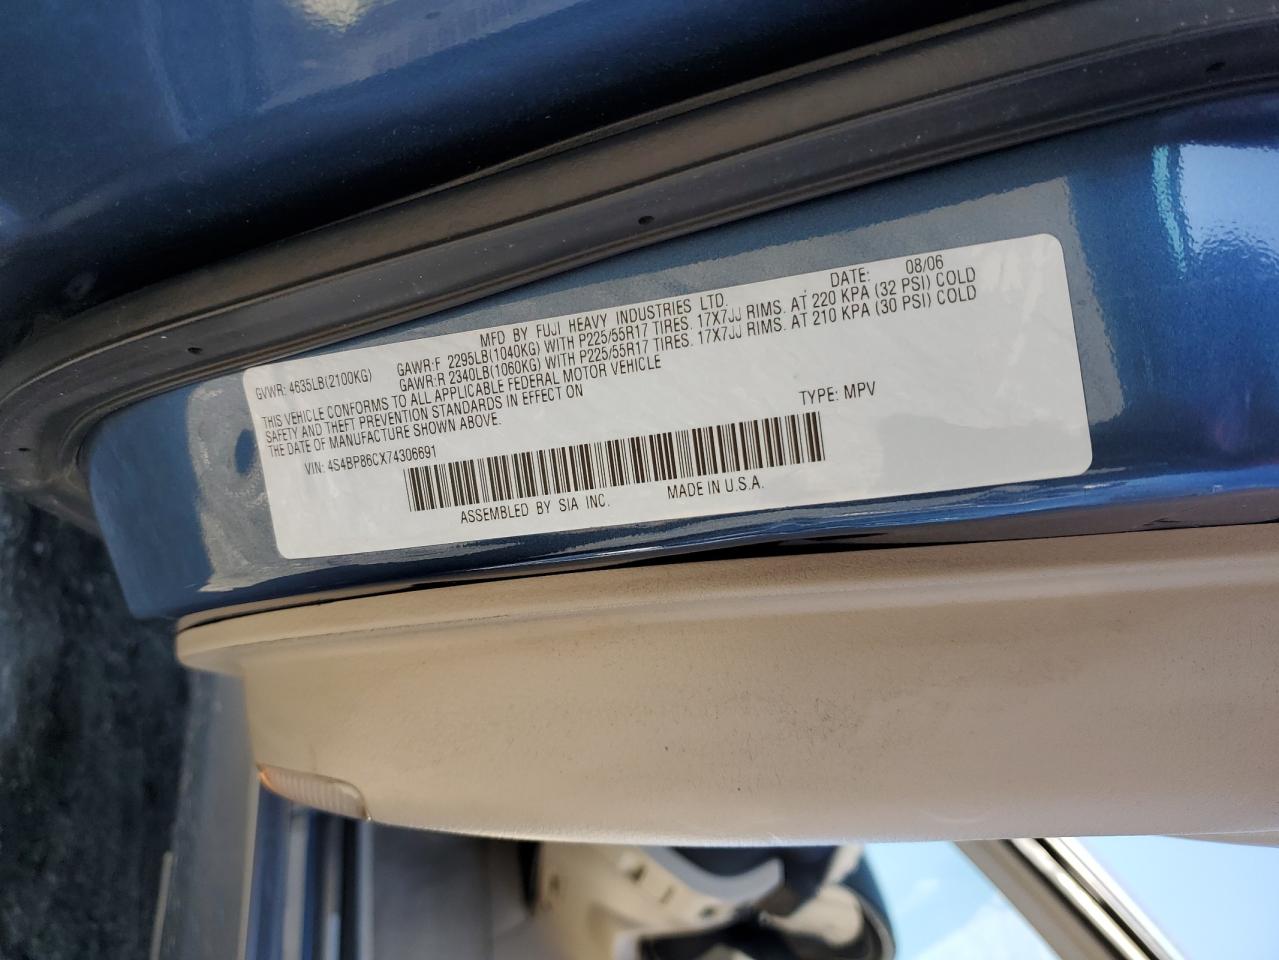 MFD BY FUJI HEAVY INDUSTRIES LTD. DATE: 08/06
GVWR: 4635LB(2100KG) GAWR:F 2295LB(1040KG) WITH P225/55R17 TIRES. 17X7JJ RIMS. AT 220 KPA (32 PSI) COLD
GAWR:R 2340LB(1060KG) WITH P225/55R17 TIRES. 17X7JJ RIMS. AT 210 KPA (30 PSI) COLD
THIS VEHICLE CONFORMS TO ALL APPLICABLE FEDERAL MOTOR VEHICLE
SAFETY AND THEFT PREVENTION STANDARDS IN EFFECT ON
THE DATE OF MANUFACTURE SHOWN ABOVE.
VIN: 4S4BP86CX74306691 TYPE: MPV
ASSEMBLED BY SIA INC. MADE IN U.S.A.